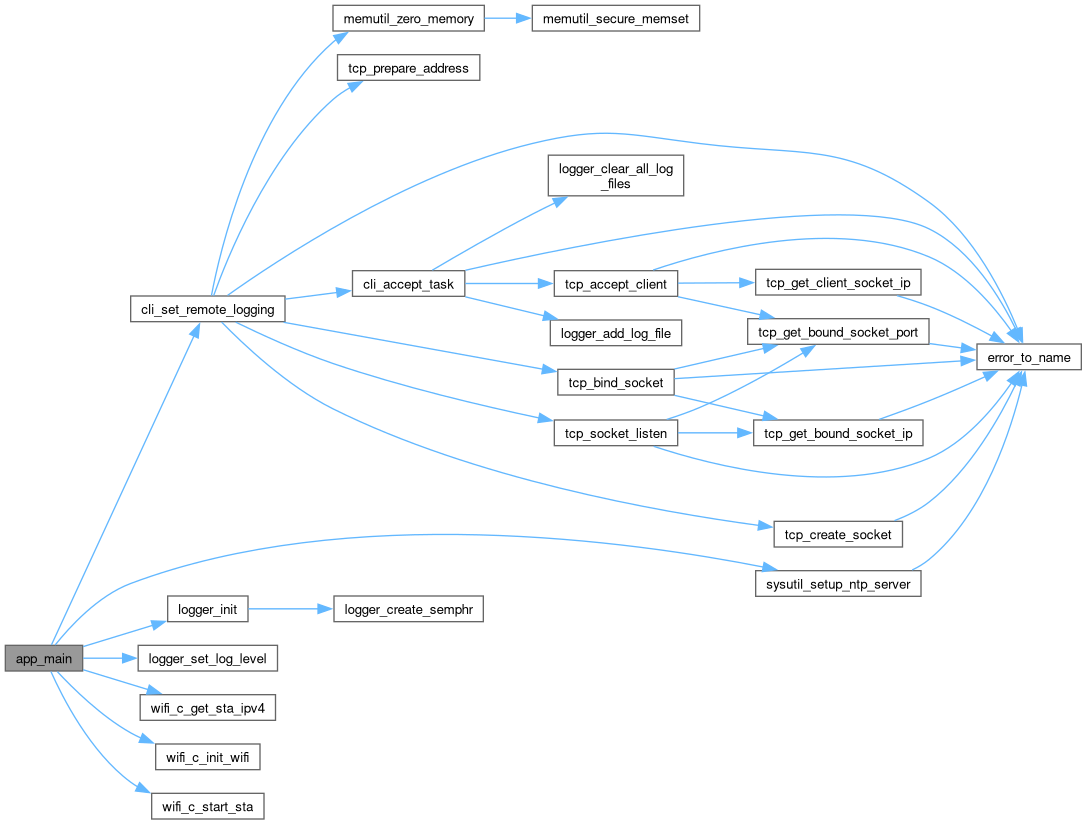 memutil_zero_memory
memutil_secure_memset
tcp_prepare_address
logger_clear_all_log
_files
cli_accept_task
tcp_accept_client
tcp_get_client_socket_ip
cli_set_remote_logging
logger_add_log_file
tcp_get_bound_socket_port
error_to_name
tcp_bind_socket
tcp_socket_listen
tcp_get_bound_socket_ip
tcp_create_socket
sysutil_setup_ntp_server
logger_init
logger_create_semphr
app_main
logger_set_log_level
wifi_c_get_sta_ipv4
wifi_c_init_wifi
wifi_c_start_sta